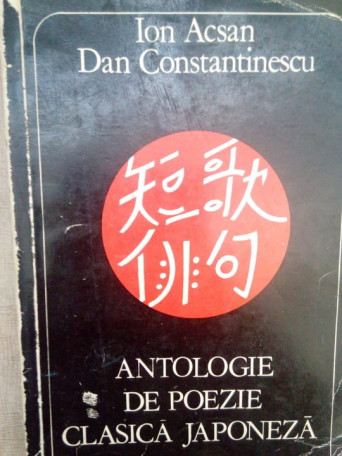 Ion Acsan
Dan Constantinescu
短歌
俳句
ANTOLOGIE
DE POEZIE
CLASICĂ JAPONEZĂ